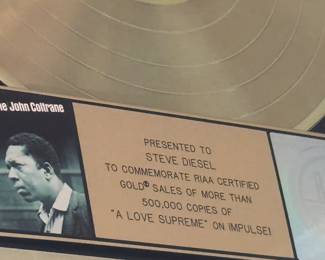 he John Coltrane
PRESENTED TO
STEVE DIESEL
TO COMMEMORATE RIAA CERTIFIED
GOLD® SALES OF MORE THAN
500,000 COPIES OF
"A LOVE SUPREME" ON IMPULSE!